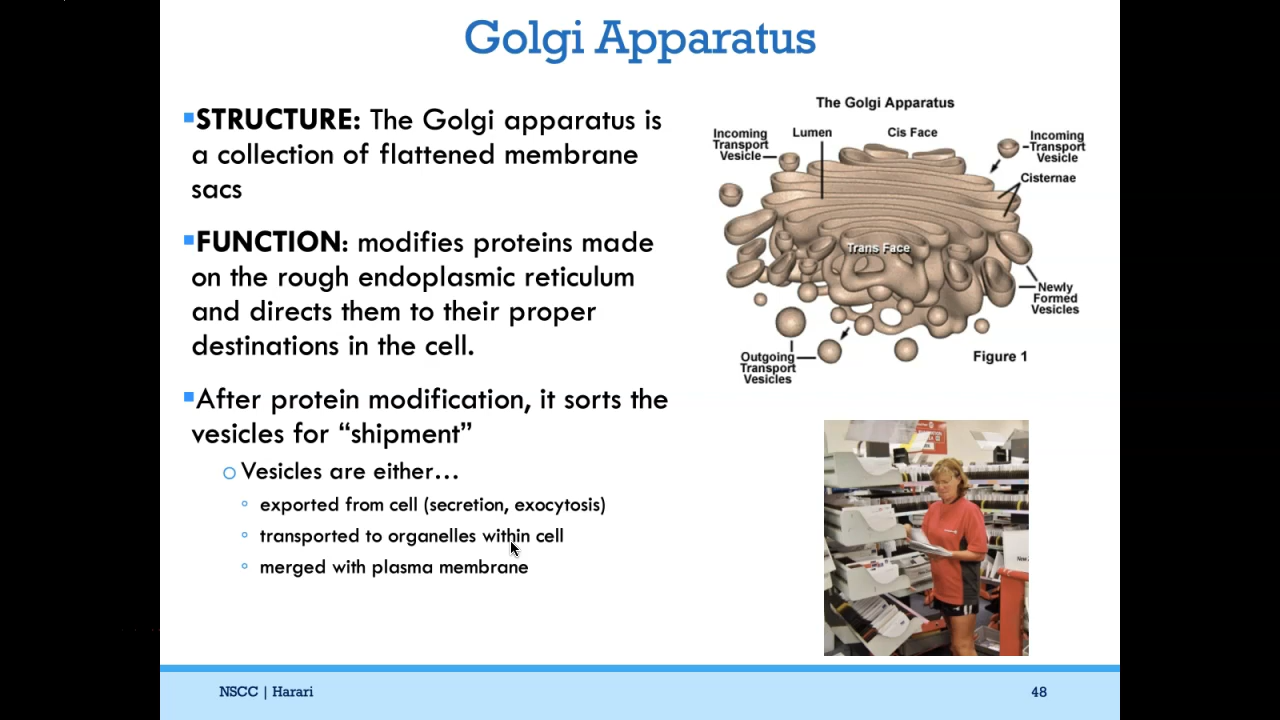 Golgi Apparatus
▪STRUCTURE: The Golgi apparatus is
a collection of flattened membrane
sacs
▪FUNCTION: modifies proteins made
on the rough endoplasmic reticulum
and directs them to their proper
destinations in the cell.
▪After protein modification, it sorts the
vesicles for “shipment”
o Vesicles are either…
° exported from cell (secretion, exocytosis)
° transported to organelles within cell
° merged with plasma membrane
The Golgi Apparatus
Incoming
Transport
Vesicle
Lumen
Cis Face
Incoming
Transport
Vesicle
Cisternae
Trans Face
Newly
Formed
Vesicles
Outgoing
Transport
Vesicles
Figure 1
NSCC | Harari
48